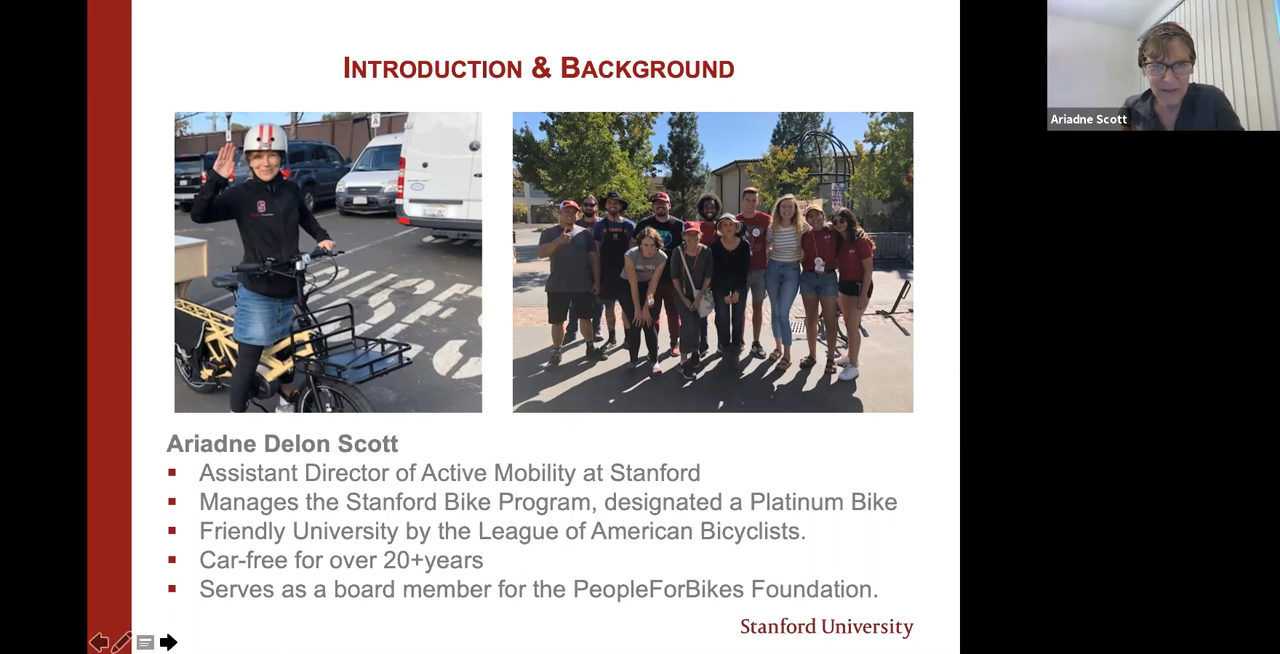 INTRODUCTION & BACKGROUND
Ariadne Scott
Ariadne Delon Scott
▪ Assistant Director of Active Mobility at Stanford
▪ Manages the Stanford Bike Program, designated a Platinum Bike
▪ Friendly University by the League of American Bicyclists.
▪ Car-free for over 20+years
▪ Serves as a board member for the PeopleForBikes Foundation.
Stanford University